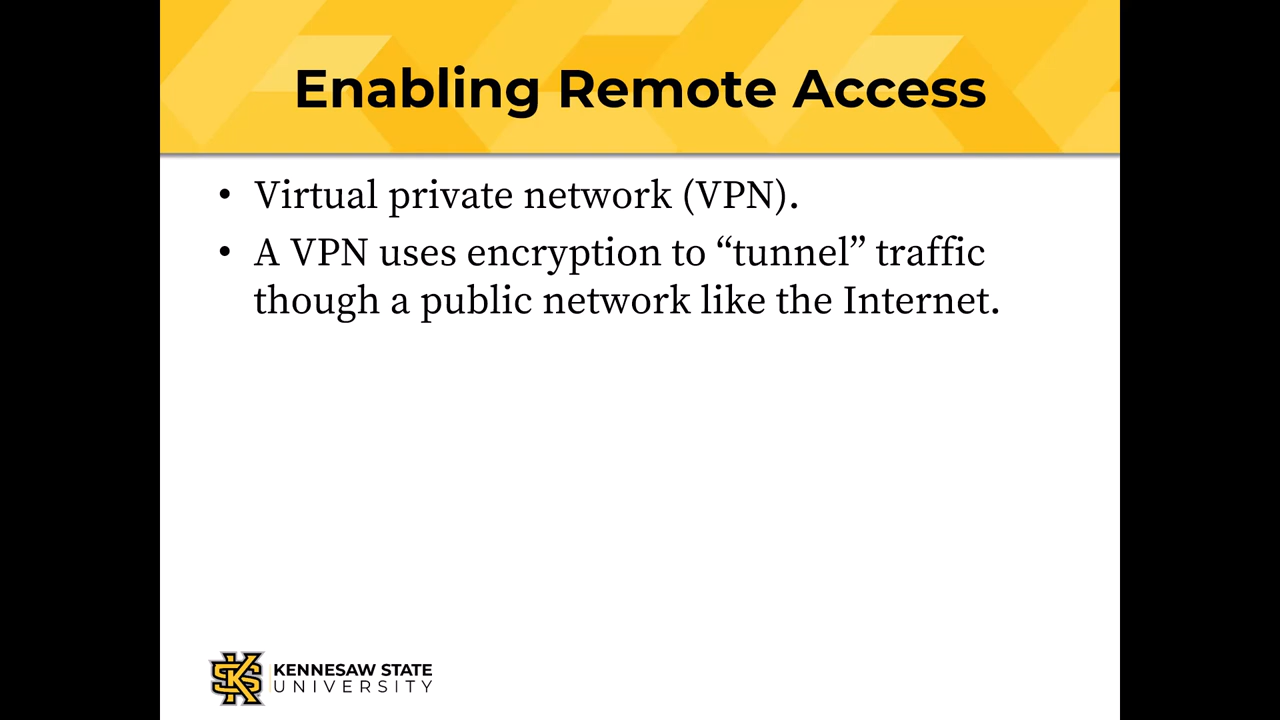 Enabling Remote Access
• Virtual private network (VPN).
• A VPN uses encryption to “tunnel” traffic
though a public network like the Internet.
KENNESAW STATE
UNIVERSITY